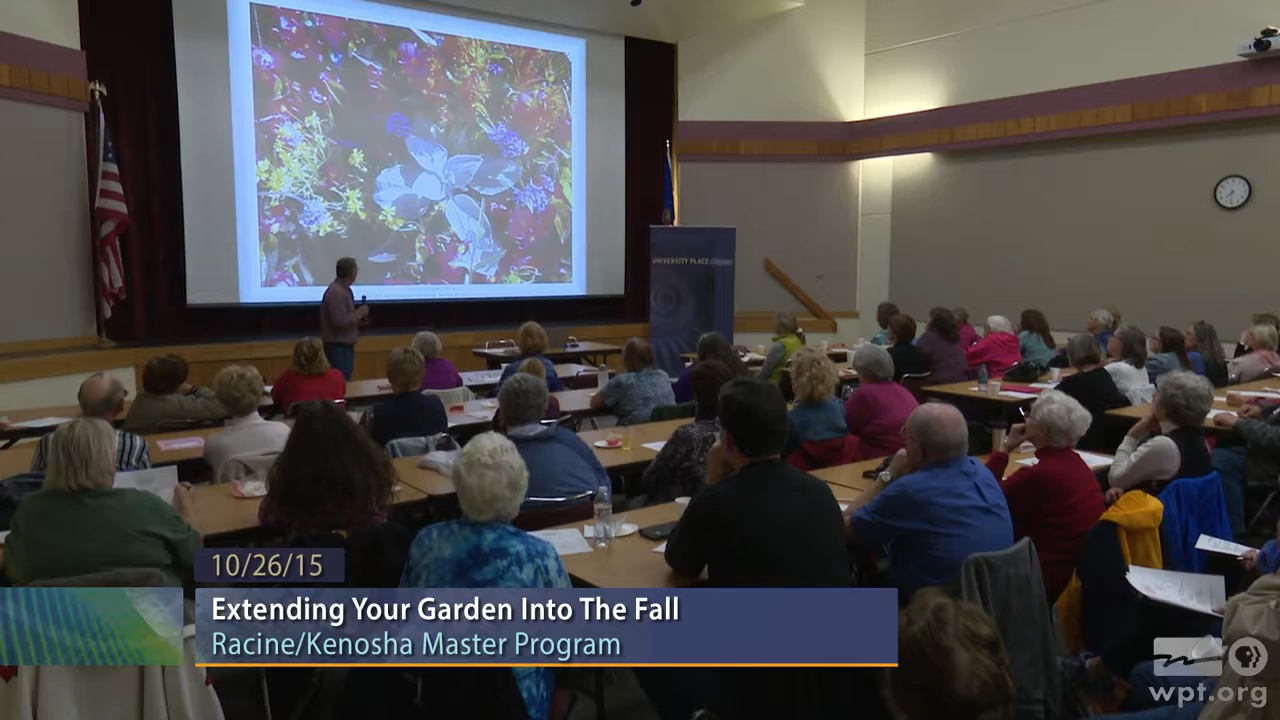 UNIVERSITY PLACE
10/26/15
Extending Your Garden Into The Fall
Racine/Kenosha Master Program
wpt.org